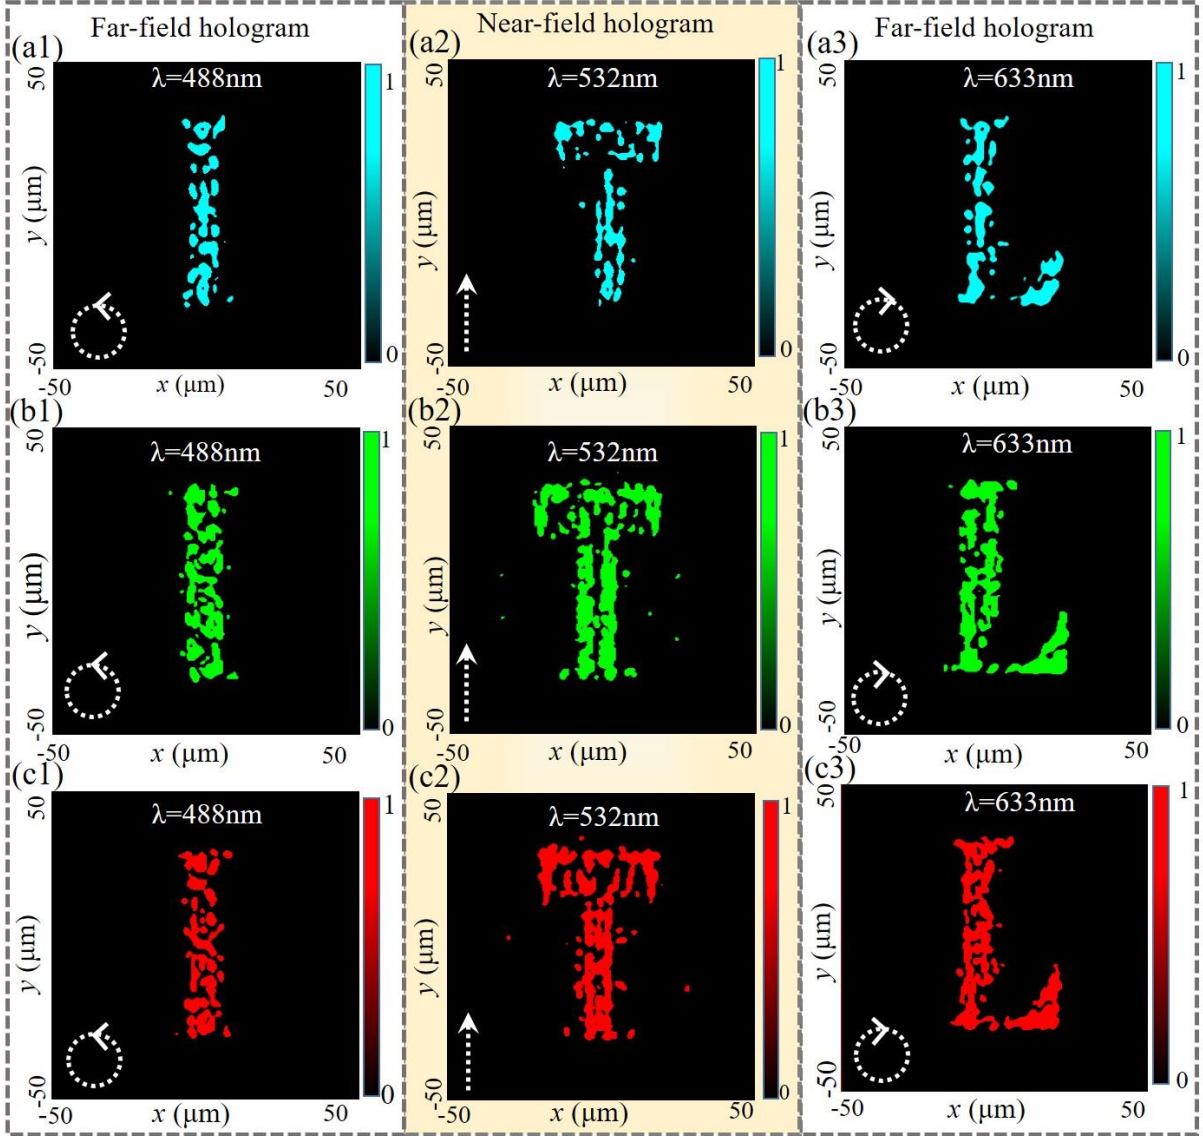 Far-field hologram
Near-field hologram
Far-field hologram
(a1)
(a2)
(a3)
λ=488nm
λ=532nm
λ=633nm
50
y (μm)
-50
-50
x (μm)
50
1
0
50
y (μm)
-50
-50
x (μm)
50
1
0
50
y (μm)
-50
-50
x (μm)
50
1
0
I
T
L
(b1)
(b2)
(b3)
λ=488nm
λ=532nm
λ=633nm
50
y (μm)
-50
-50
x (μm)
50
1
0
50
y (μm)
-50
-50
x (μm)
50
1
0
50
y (μm)
-50
-50
x (μm)
50
1
0
I
T
L
(c1)
(c2)
(c3)
λ=488nm
λ=532nm
λ=633nm
50
y (μm)
-50
-50
x (μm)
50
1
0
50
y (μm)
-50
-50
x (μm)
50
1
0
50
y (μm)
-50
-50
x (μm)
50
1
0
I
T
L